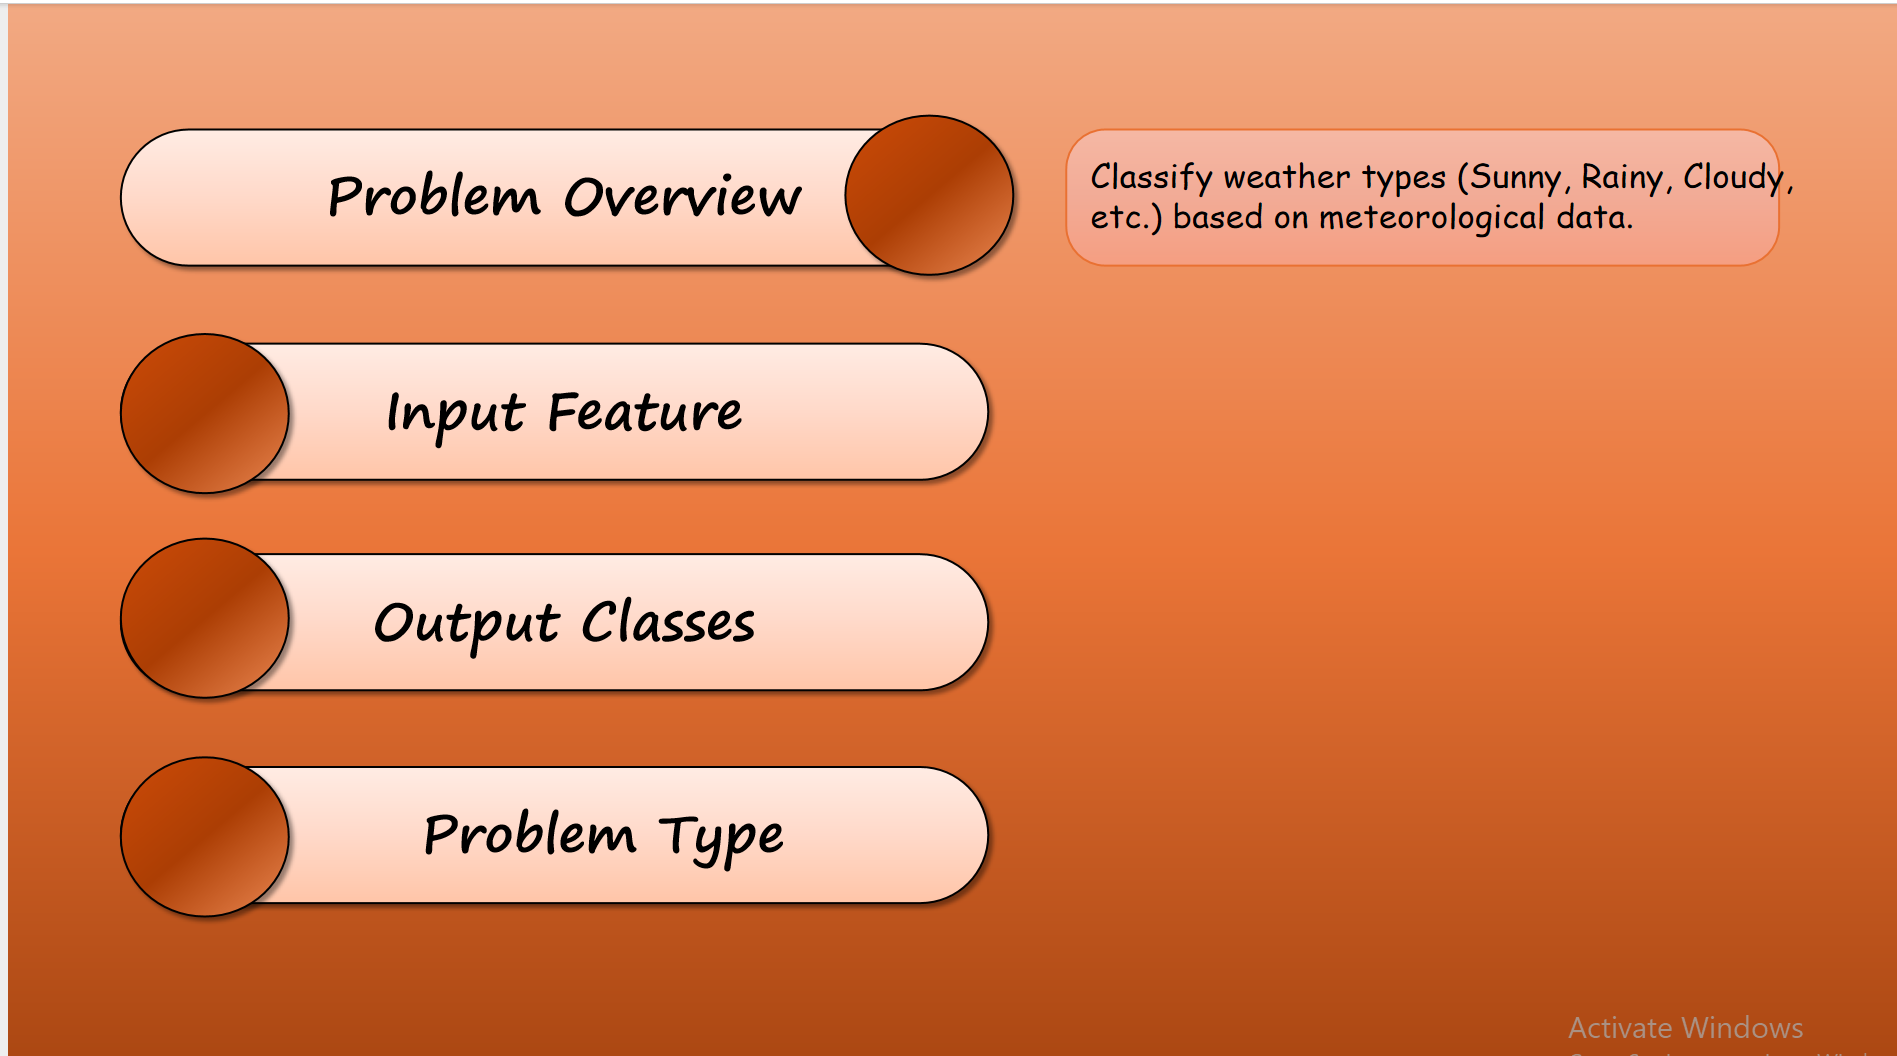 Problem Overview
Classify weather types (Sunny, Rainy, Cloudy,
etc.) based on meteorological data.
Input Feature
Output Classes
Problem Type
Activate Windows